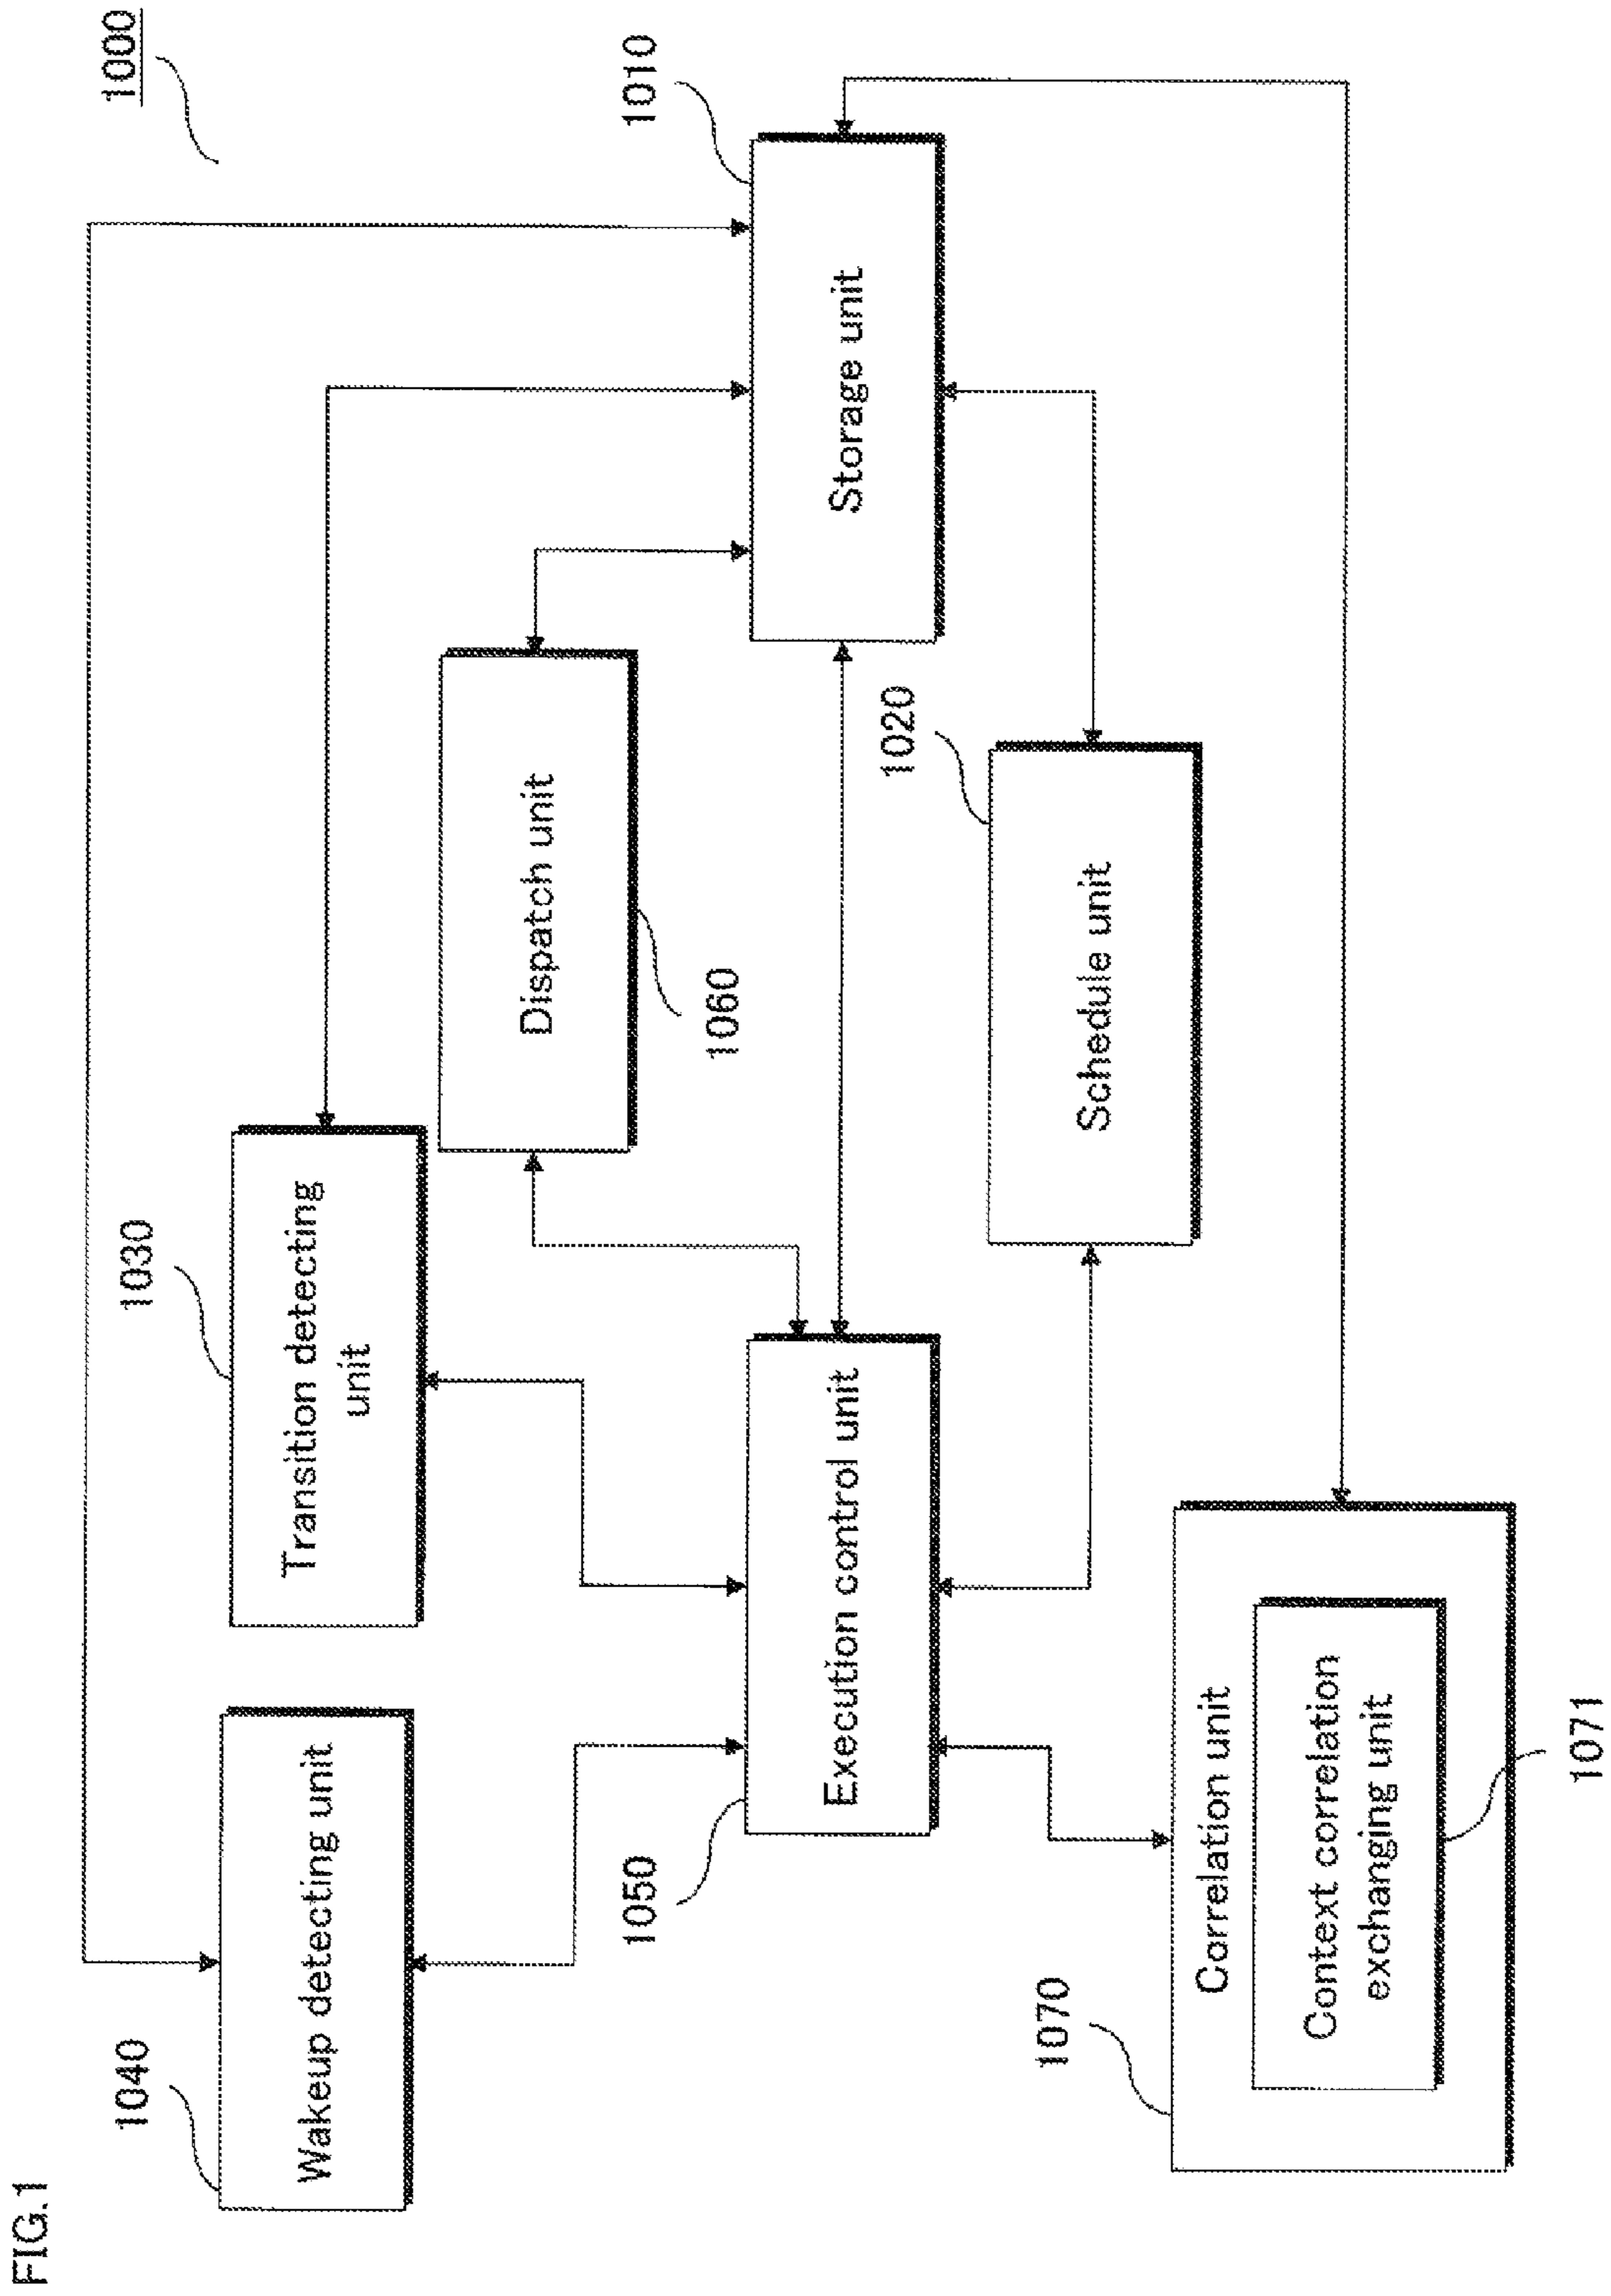 FIG.1
1000
1040
Wakeup detecting unit
1030
Transition detecting
unit
Dispatch unit
1060
1010
Storage unit
1050
Execution control unit
1020
Schedule unit
1070
Correlation unit
Context correlation
exchanging unit
1071